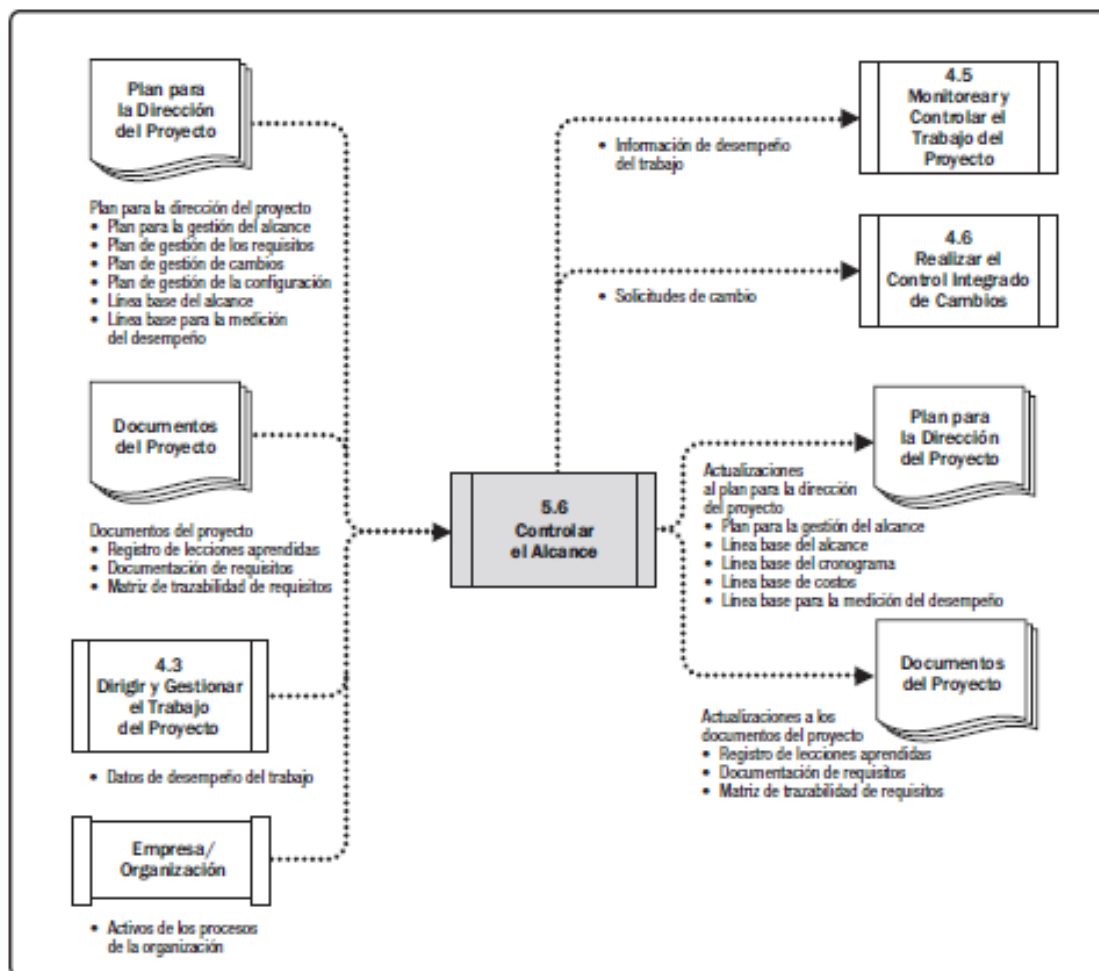 Plan para
la Dirección
del Proyecto
Plan para la dirección del proyecto
• Plan para la gestión del alcance
• Plan de gestión de los requisitos
• Plan de gestión de cambios
• Plan de gestión de la configuración
• Línea base del alcance
• Línea base para la medición
del desempeño
Documentos
del Proyecto
Documentos del proyecto
• Registro de lecciones aprendidas
• Documentación de requisitos
• Matriz de trazabilidad de requisitos
4.3
Dirigir y Gestionar
el Trabajo
del Proyecto
• Datos de desempeño del trabajo
Empresa/
Organización
• Activos de los procesos
de la organización
5.6
Controlar
el Alcance
• Información de desempeño
del trabajo
4.5
Monitorear y
Controlar el
Trabajo del
Proyecto
• Solicitudes de cambio
4.6
Realizar el
Control Integrado
de Cambios
Plan para
la Dirección
del Proyecto
Actualizaciones
al plan para la dirección
del proyecto
• Plan para la gestión del alcance
• Línea base del alcance
• Línea base del cronograma
• Línea base de costos
• Línea base para la medición del desempeño
Documentos
del Proyecto
Actualizaciones a los
documentos del proyecto
• Registro de lecciones aprendidas
• Documentación de requisitos
• Matriz de trazabilidad de requisitos